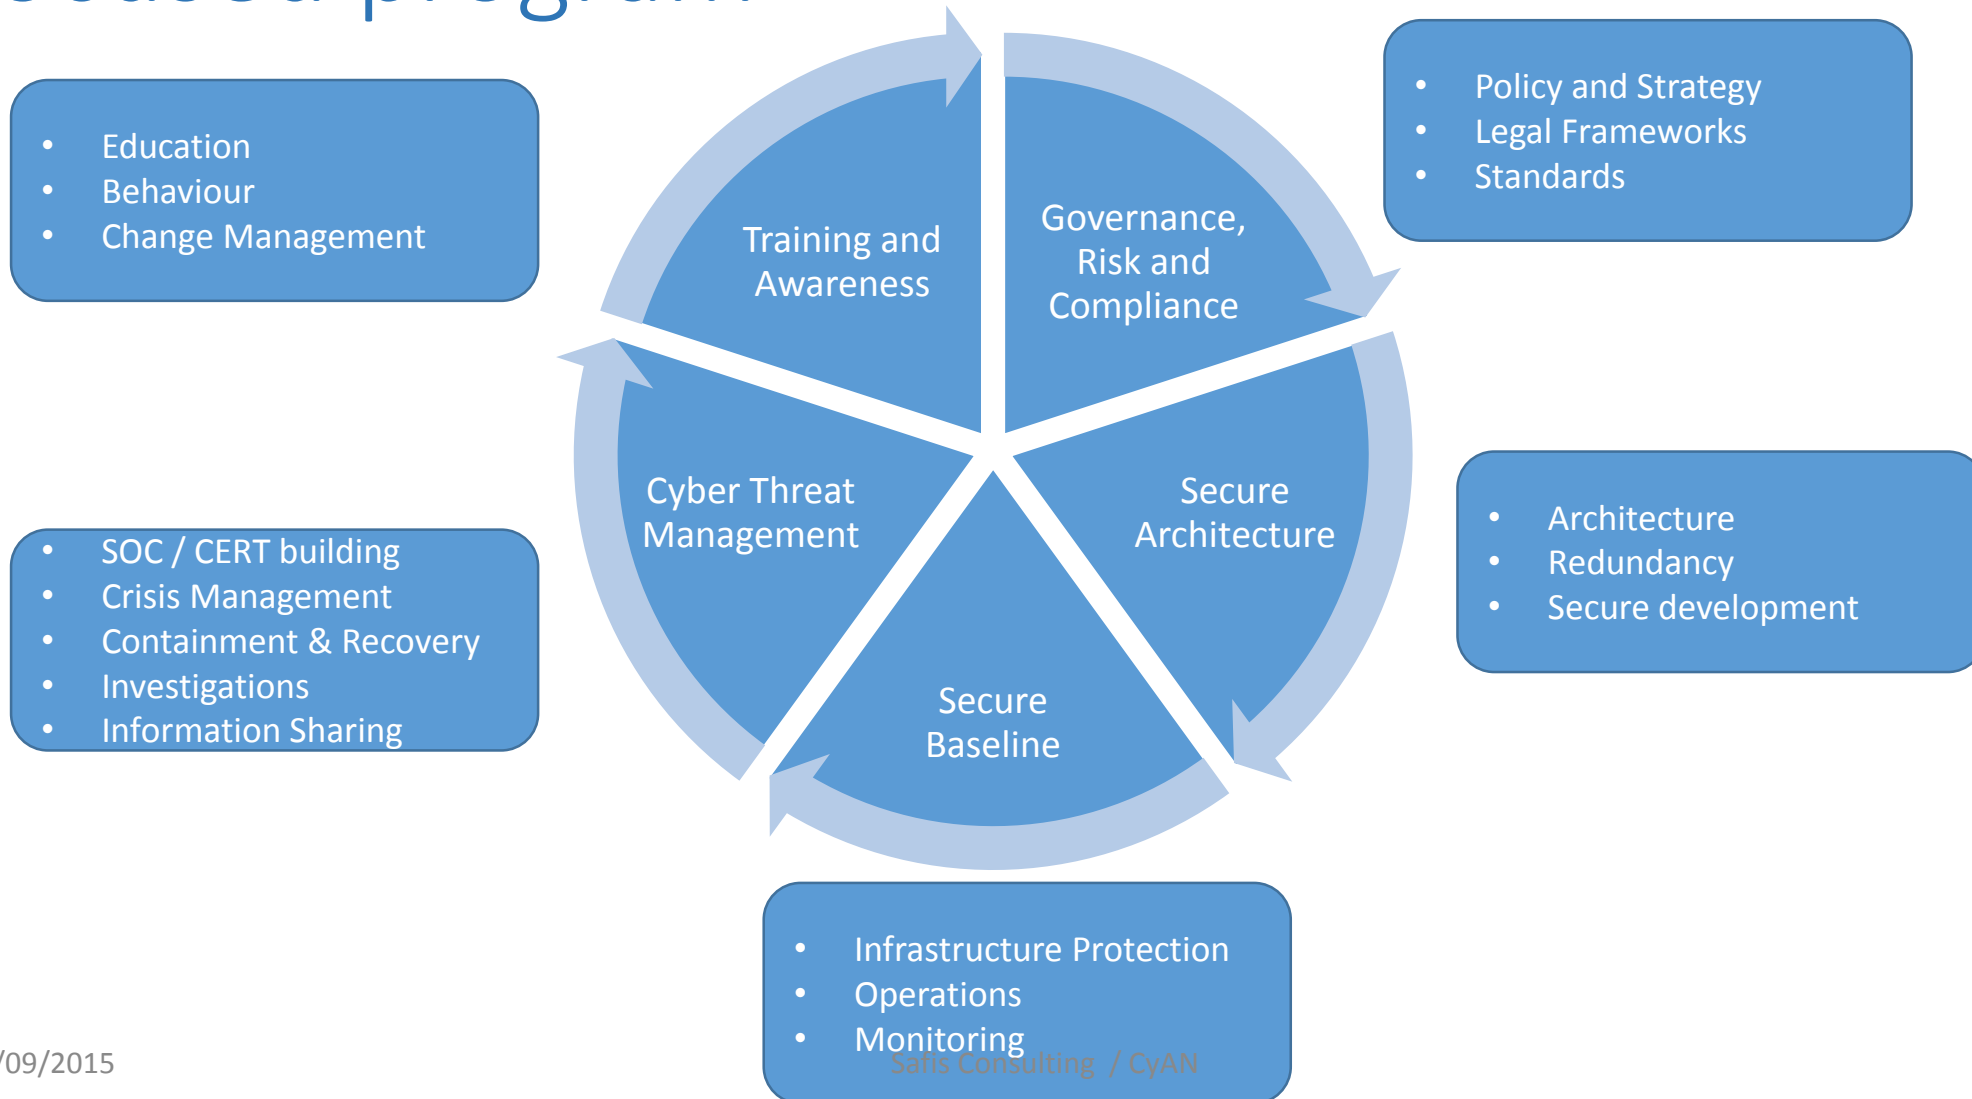 program
• Education
• Behaviour
• Change Management
• Policy and Strategy
• Legal Frameworks
• Standards
Training and
Awareness
Governance,
Risk and
Compliance
Cyber Threat
Management
Secure
Architecture
Secure
Baseline
• SOC / CERT building
• Crisis Management
• Containment & Recovery
• Investigations
• Information Sharing
• Architecture
• Redundancy
• Secure development
• Infrastructure Protection
• Operations
• Monitoring
/09/2015
Safis Consulting / CyAN